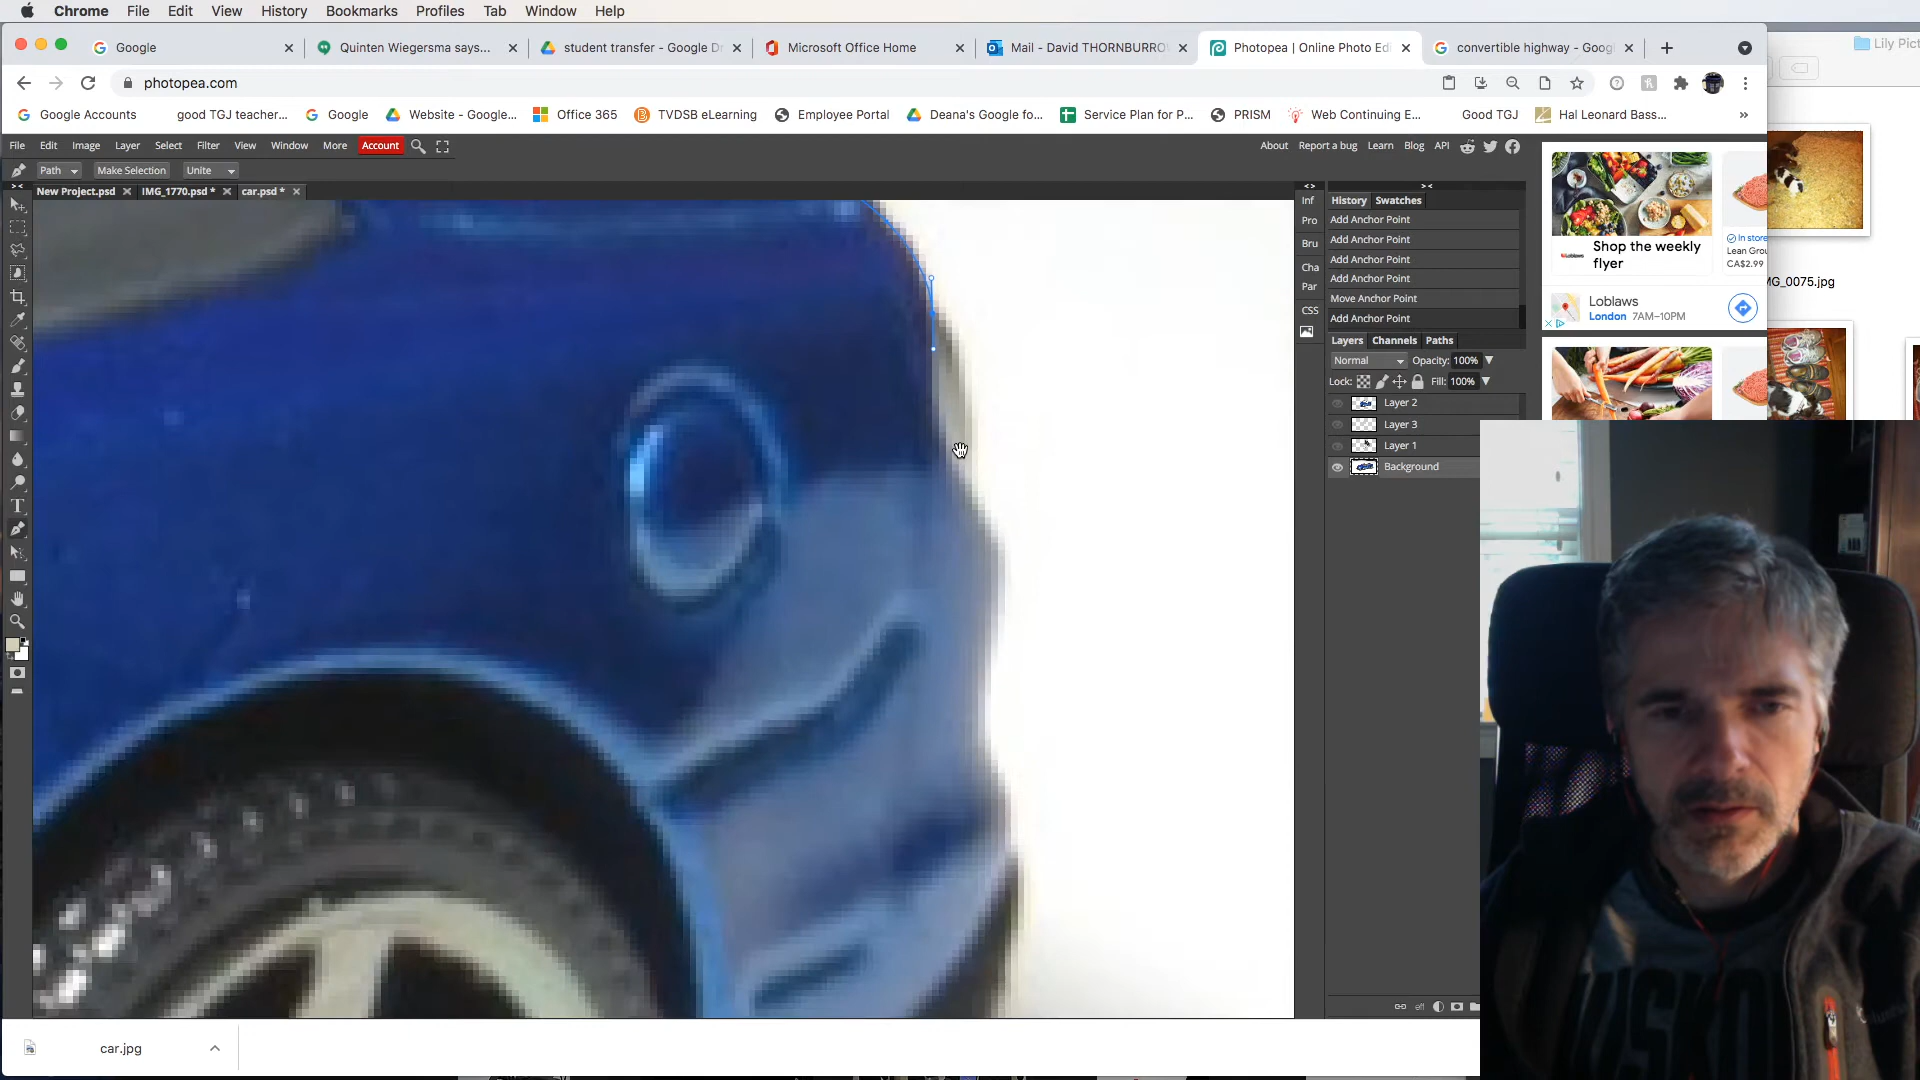 Chrome File Edit View History Bookmarks Profiles Tab Window Help
Google Quinten Wiegersma says... student transfer - Google Dr Microsoft Office Home Mail - David THORNBURRO Photopea | Online Photo Edi convertible highway - Goog
Lily Pict
photopea.com
Google Accounts good TGJ teacher... Google Website - Google... Office 365 TVDSB eLearning Employee Portal Deana's Google fo... Service Plan for P... PRISM Web Continuing E... Good TGJ Hal Leonard Bass... »
File Edit Image Layer Select Filter View Window More Account
About Report a bug Learn Blog API
Path Make Selection Unite
New Project.psd IMG_1770.psd * car.psd *
Inf
Pro
Bru
Cha
Par
CSS
History Swatches
Add Anchor Point
Add Anchor Point
Add Anchor Point
Add Anchor Point
Move Anchor Point
Add Anchor Point
Layers Channels Paths
Normal Opacity: 100%
Lock: Fill: 100%
Layer 2
Layer 3
Layer 1
Background
eff
Shop the weekly
flyer
In store
Lean Grou
CA$2.99
Loblaws
Loblaws
London 7AM–10PM
MG_0075.jpg
car.jpg